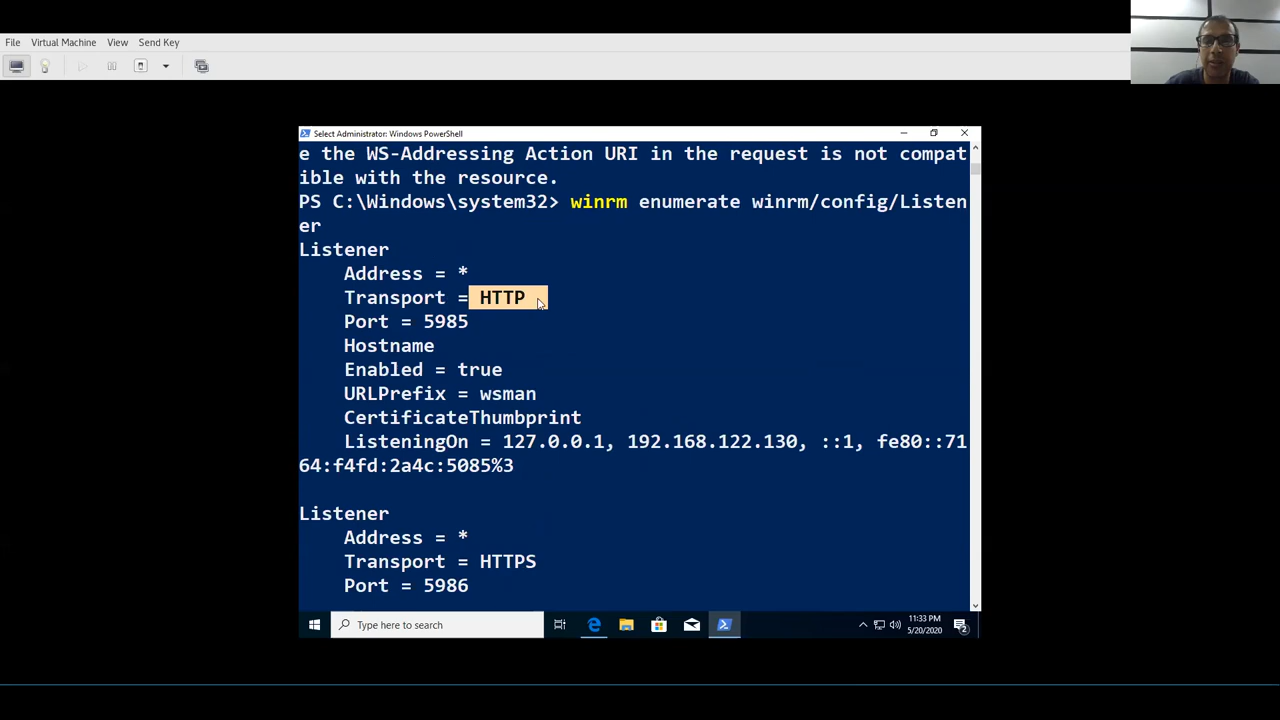 File Virtual Machine View Send Key
Select Administrator: Windows PowerShell
e the WS-Addressing Action URI in the request is not compat
ible with the resource.
PS C:\Windows\system32> winrm enumerate winrm/config/Listen
er
Listener
Address = *
Transport = HTTP
Port = 5985
Hostname
Enabled = true
URLPrefix = wsman
CertificateThumbprint
ListeningOn = 127.0.0.1, 192.168.122.130, ::1, fe80::71
64:f4fd:2a4c:5085%3
Listener
Address = *
Transport = HTTPS
Port = 5986
Type here to search
11:33 PM
5/20/2020
2